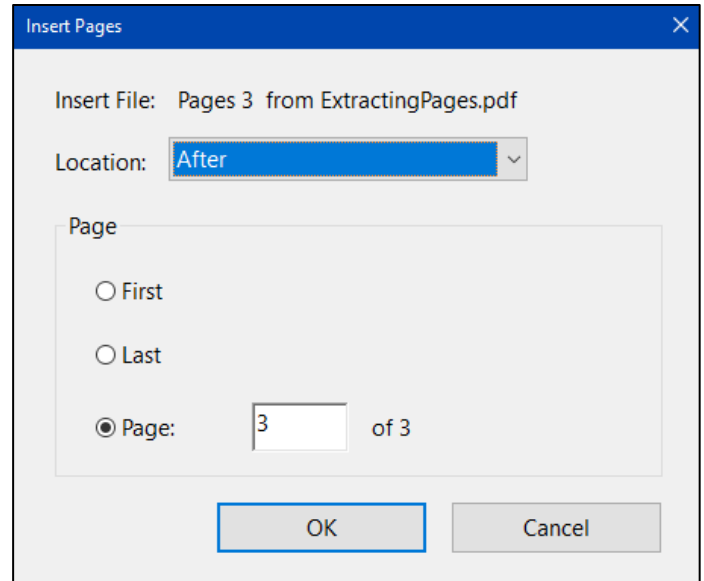 Insert Pages
Insert File: Pages 3 from ExtractingPages.pdf
Location: After
Page
First
Last
Page: 3 of 3
OK Cancel